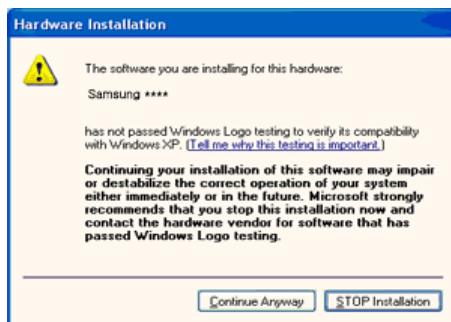 Hardware Installation
The software you are installing for this hardware:
Samsung ****
has not passed Windows Logo testing to verify its compatibility
with Windows XP. (Tell me why this testing is important.)
Continuing your installation of this software may impair
or destabilize the correct operation of your system
either immediately or in the future. Microsoft strongly
recommends that you stop this installation now and
contact the hardware vendor for software that has
passed Windows Logo testing.
Continue Anyway
STOP Installation